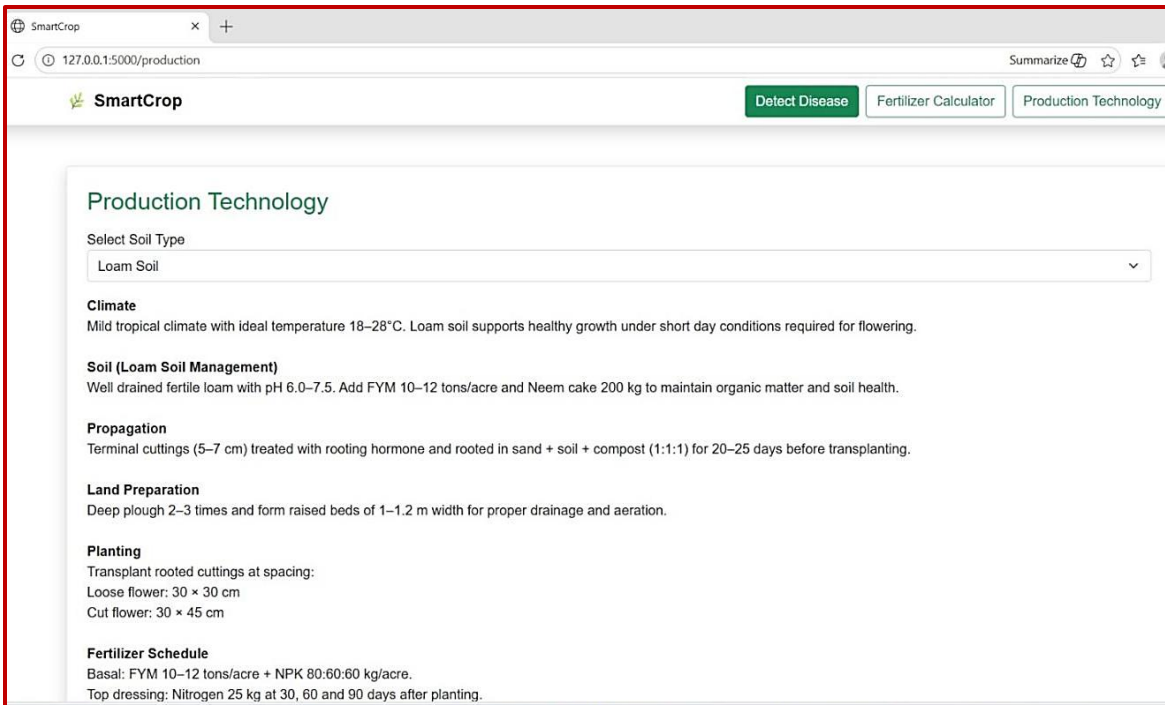 SmartCrop
127.0.0.1:5000/production
Summarize
SmartCrop
Detect Disease
Fertilizer Calculator
Production Technology
Production Technology
Select Soil Type
Loam Soil
Climate
Mild tropical climate with ideal temperature 18–28°C. Loam soil supports healthy growth under short day conditions required for flowering.
Soil (Loam Soil Management)
Well drained fertile loam with pH 6.0–7.5. Add FYM 10–12 tons/acre and Neem cake 200 kg to maintain organic matter and soil health.
Propagation
Terminal cuttings (5–7 cm) treated with rooting hormone and rooted in sand + soil + compost (1:1:1) for 20–25 days before transplanting.
Land Preparation
Deep plough 2–3 times and form raised beds of 1–1.2 m width for proper drainage and aeration.
Planting
Transplant rooted cuttings at spacing:
Loose flower: 30 × 30 cm
Cut flower: 30 × 45 cm
Fertilizer Schedule
Basal: FYM 10–12 tons/acre + NPK 80:60:60 kg/acre.
Top dressing: Nitrogen 25 kg at 30, 60 and 90 days after planting.